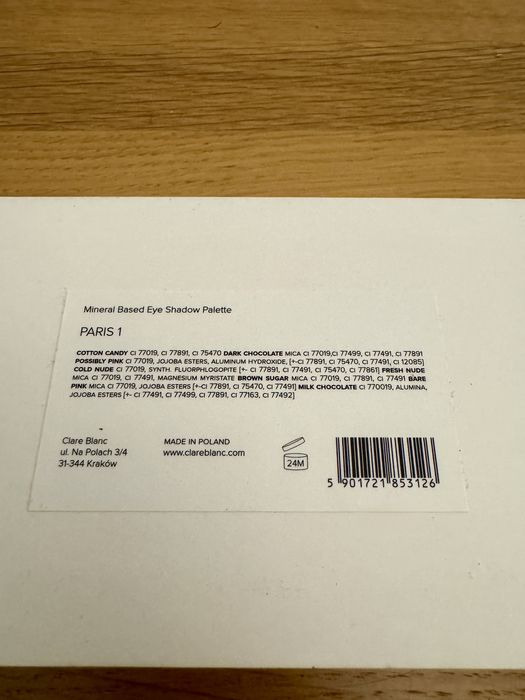 Mineral Based Eye Shadow Palette
PARIS 1
COTTON CANDY CI 77019, CI 77891, CI 75470 DARK CHOCOLATE MICA CI 77019,CI 77499, CI 77491, CI 77891
POSSIBLY PINK CI 77019, JOJOBA ESTERS, ALUMINUM HYDROXIDE, [+-CI 77891, CI 75470, CI 77491, CI 12085]
COLD NUDE CI 77019, SYNTH. FLUORPHLOGOPITE [+- CI 77891, CI 77491, CI 75470, CI 77861] FRESH NUDE
MICA CI 77019, CI 77491, MAGNESIUM MYRISTATE BROWN SUGAR MICA CI 77019, CI 77891, CI 77491 BARE
PINK MICA CI 77019, JOJOBA ESTERS [+-CI 77891, CI 75470, CI 77491] MILK CHOCOLATE CI 770019, ALUMINA,
JOJOBA ESTERS [+- CI 77491, CI 77499, CI 77891, CI 77163, CI 77492]
Clare Blanc
ul. Na Polach 3/4
31-344 Kraków
MADE IN POLAND
www.clareblanc.com
24M
5 901721 853126